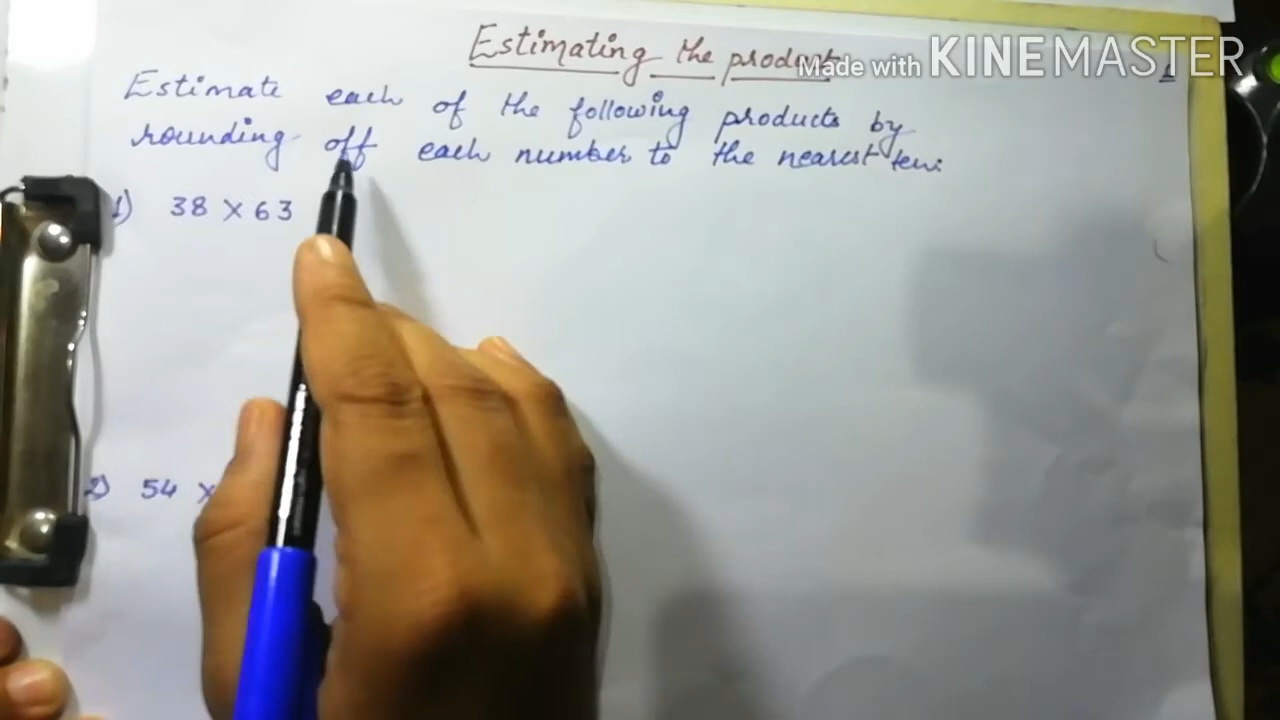 Estimating the product
Made with KINEMASTER
Estimate each of the following products by
rounding off each number to the nearest ten:
1) 38 × 63
2) 54 ×